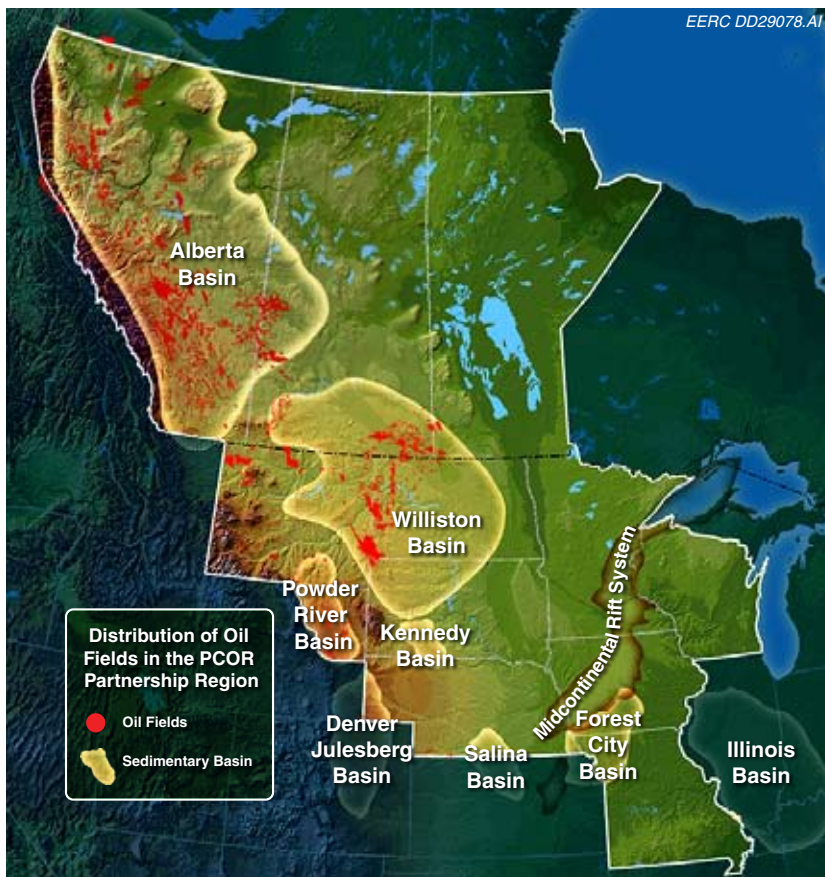 EERC DD29078.AI
Alberta
Basin
Williston
Basin
Midcontinental Rift System
Powder
River
Basin
Kennedy
Basin
Distribution of Oil
Fields in the PCOR
Partnership Region
Oil Fields
Sedimentary Basin
Denver
Julesberg
Basin
Salina
Basin
Forest
City
Basin
Illinois
Basin